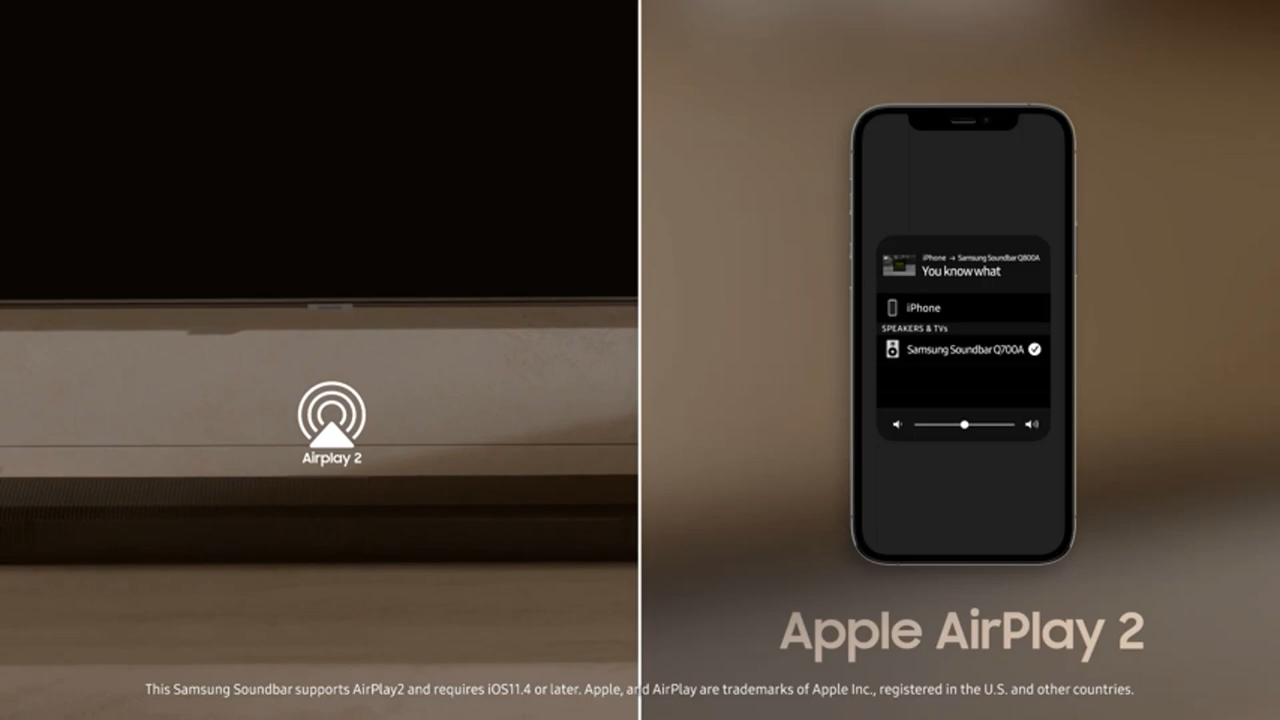 Airplay 2
iPhone → Samsung Soundbar Q800A
You know what
iPhone
SPEAKERS & TVs
Samsung Soundbar Q700A
Apple AirPlay 2
This Samsung Soundbar supports AirPlay2 and requires iOS11.4 or later. Apple, and AirPlay are trademarks of Apple Inc., registered in the U.S. and other countries.